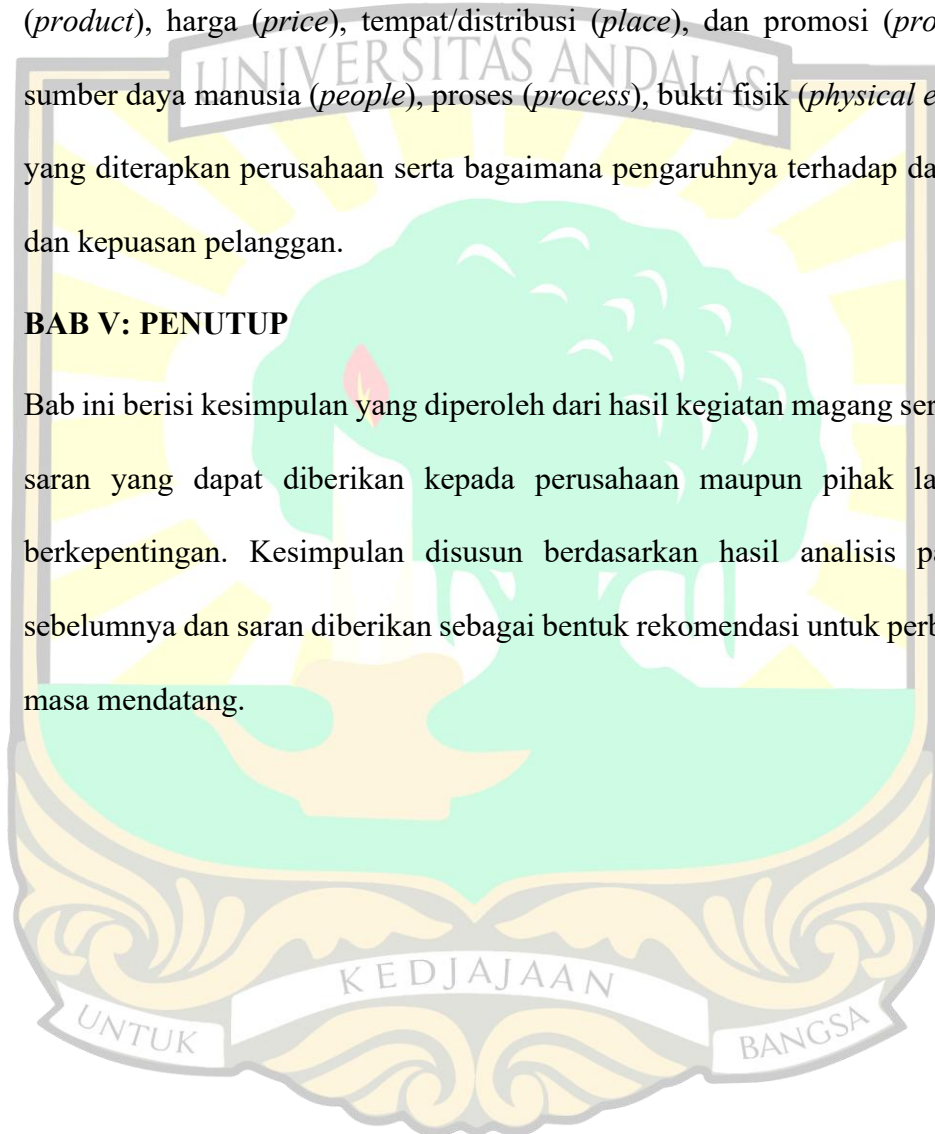 (product), harga (price), tempat/distribusi (place), dan promosi (pro
UNIVERSITAS ANDALAS
sumber daya manusia (people), proses (process), bukti fisik (physical e
yang diterapkan perusahaan serta bagaimana pengaruhnya terhadap da
dan kepuasan pelanggan.
BAB V: PENUTUP
Bab ini berisi kesimpulan yang diperoleh dari hasil kegiatan magang ser
saran yang dapat diberikan kepada perusahaan maupun pihak la
berkepentingan. Kesimpulan disusun berdasarkan hasil analisis pa
sebelumnya dan saran diberikan sebagai bentuk rekomendasi untuk perb
masa mendatang.
UNTUK KEDJAJAAN BANGSA